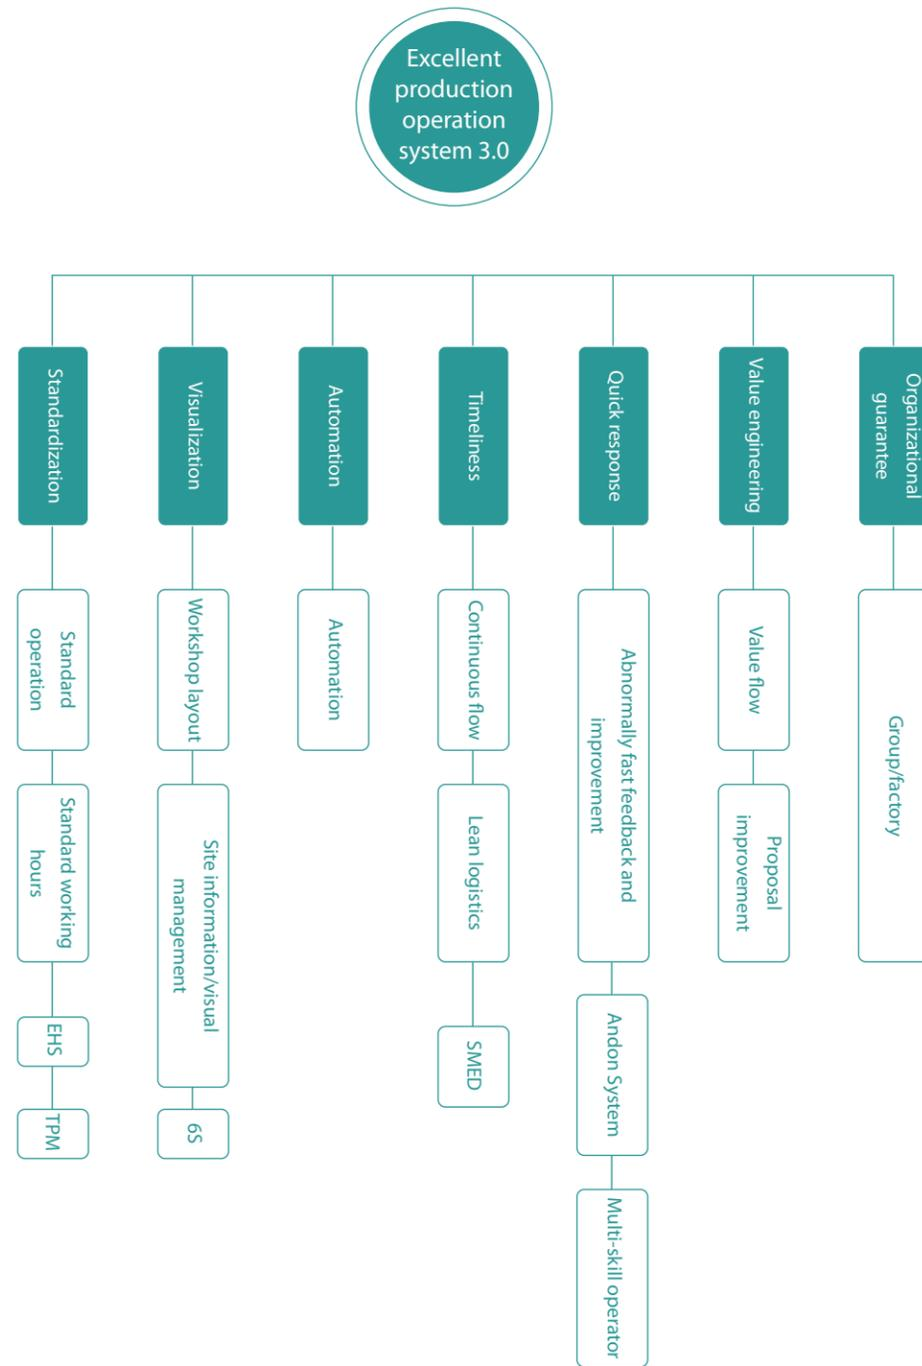 Excellent
production
operation
system 3.0
Standardization
Standard
operation
Standard working
hours
EHS
TPM
Visualization
Workshop layout
Site information/visual
management
6S
Automation
Automation
Timeliness
Continuous flow
Lean logistics
SMED
Quick response
Abnormally fast feedback and
improvement
Andon System
Multi-skill operator
Value engineering
Value flow
Proposal
improvement
Organizational
guarantee
Group/factory